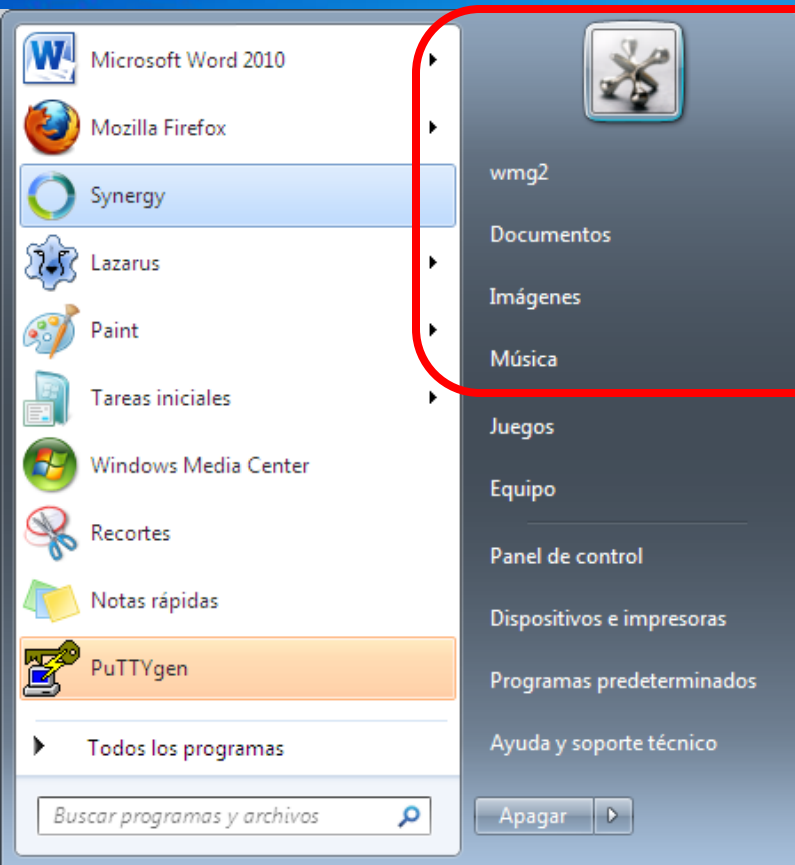 Microsoft Word 2010
Mozilla Firefox
Synergy
Lazarus
Paint
Tareas iniciales
Windows Media Center
Recortes
Notas rápidas
PuTTYgen
Todos los programas
Buscar programas y archivos
wmg2
Documentos
Imágenes
Música
Juegos
Equipo
Panel de control
Dispositivos e impresoras
Programas predeterminados
Ayuda y soporte técnico
Apagar